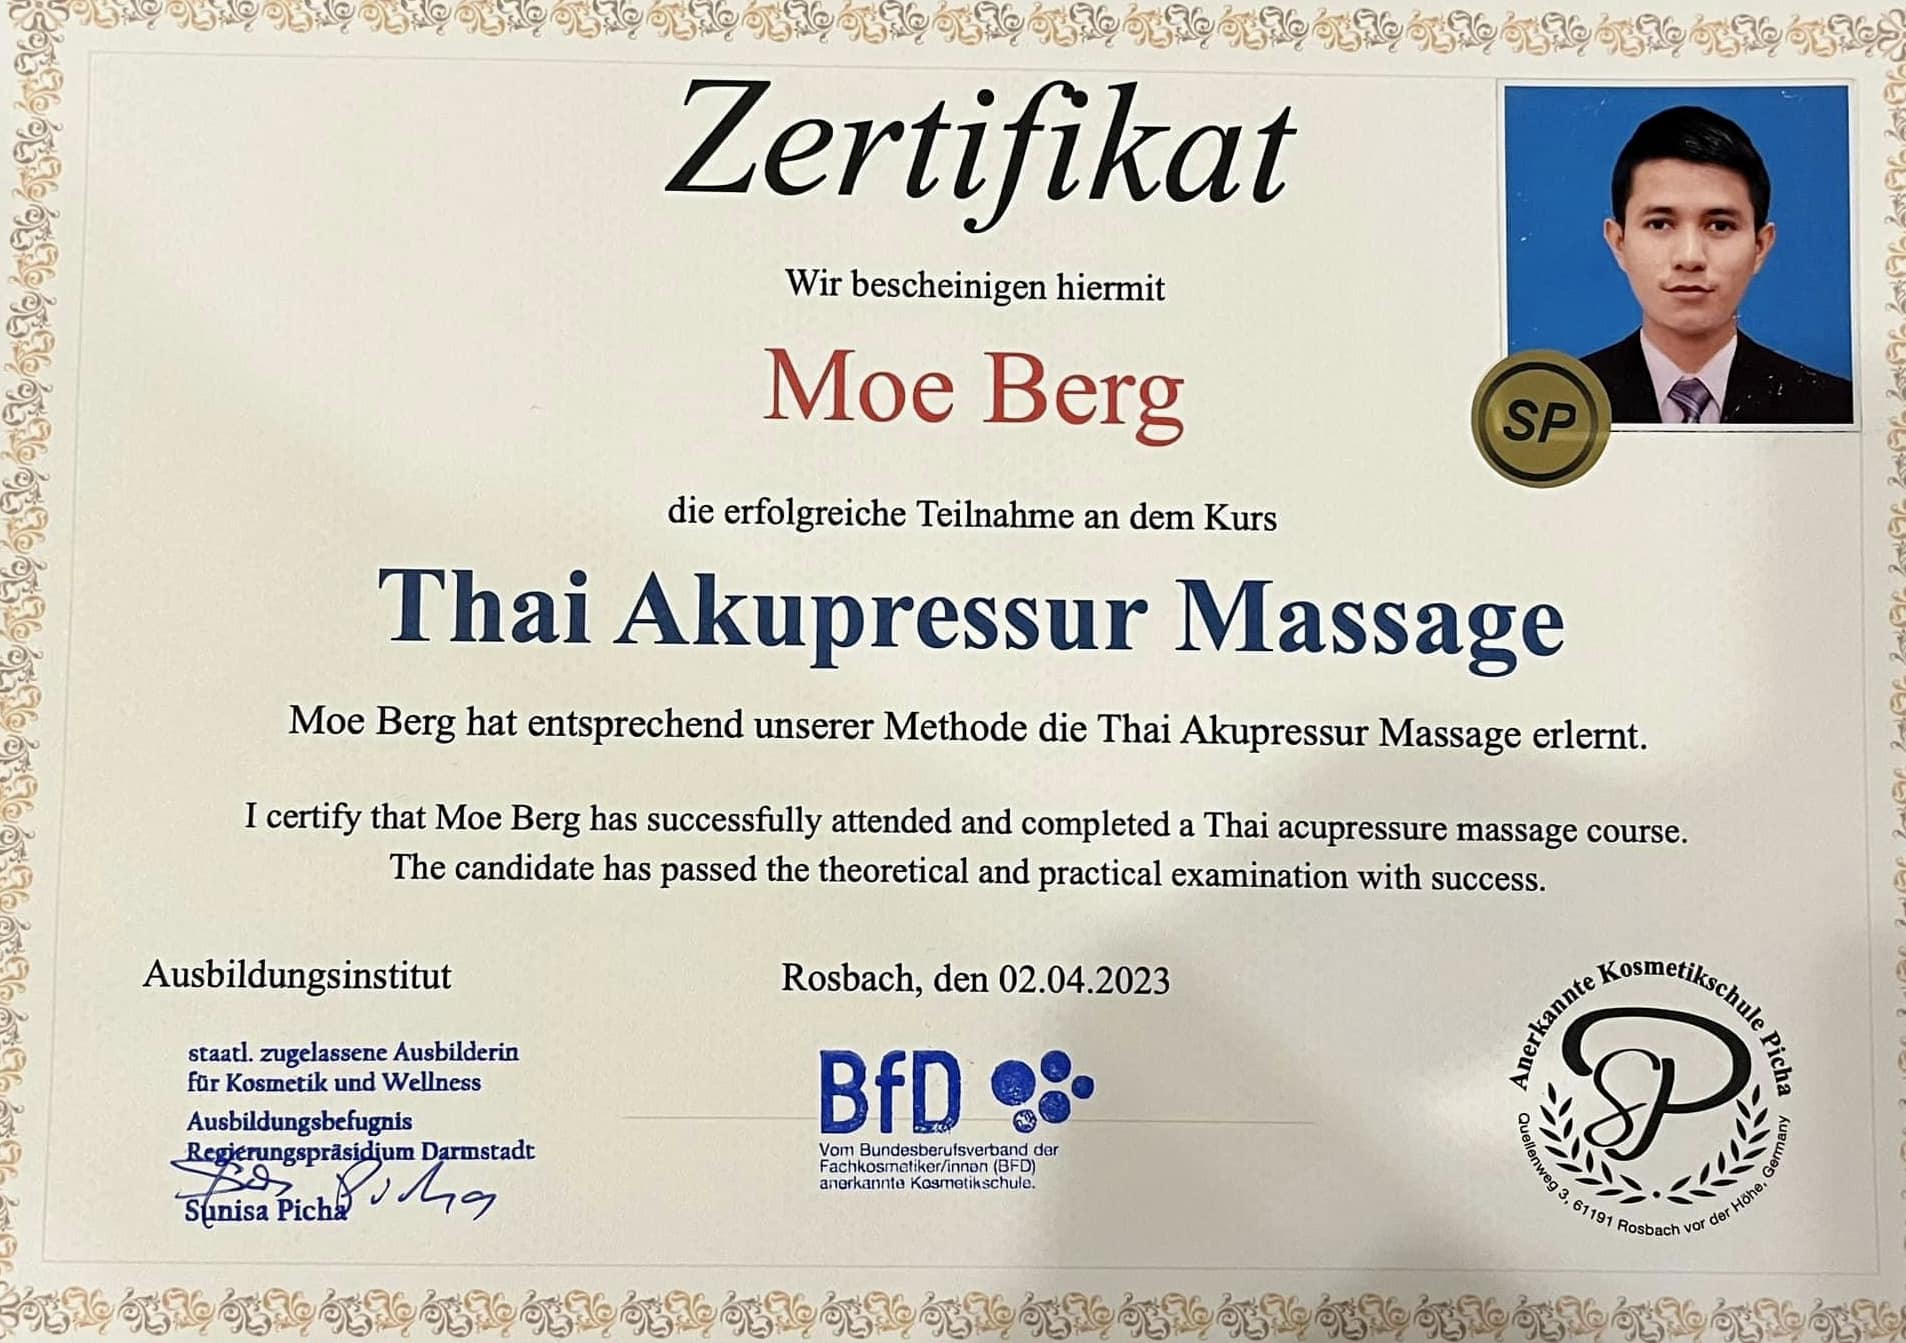 Zertifikat
Wir bescheinigen hiermit
Moe Berg
SP
die erfolgreiche Teilnahme an dem Kurs
Thai Akupressur Massage
Moe Berg hat entsprechend unserer Methode die Thai Akupressur Massage erlernt.
I certify that Moe Berg has successfully attended and completed a Thai acupressure massage course.
The candidate has passed the theoretical and practical examination with success.
Ausbildungsinstitut
Rosbach, den 02.04.2023
staatl. zugelassene Ausbilderin
für Kosmetik und Wellness
Ausbildungsbefugnis
Regierungspräsidium Darmstadt
Sunisa Picha
BfD
Vom Bundesberufsverband der
Fachkosmetiker/innen (BFD)
anerkannte Kosmetikschule.
Anerkannte Kosmetikschule Picha
SP
Quellenweg 3, 61191 Rosbach vor der Höhe, Germany